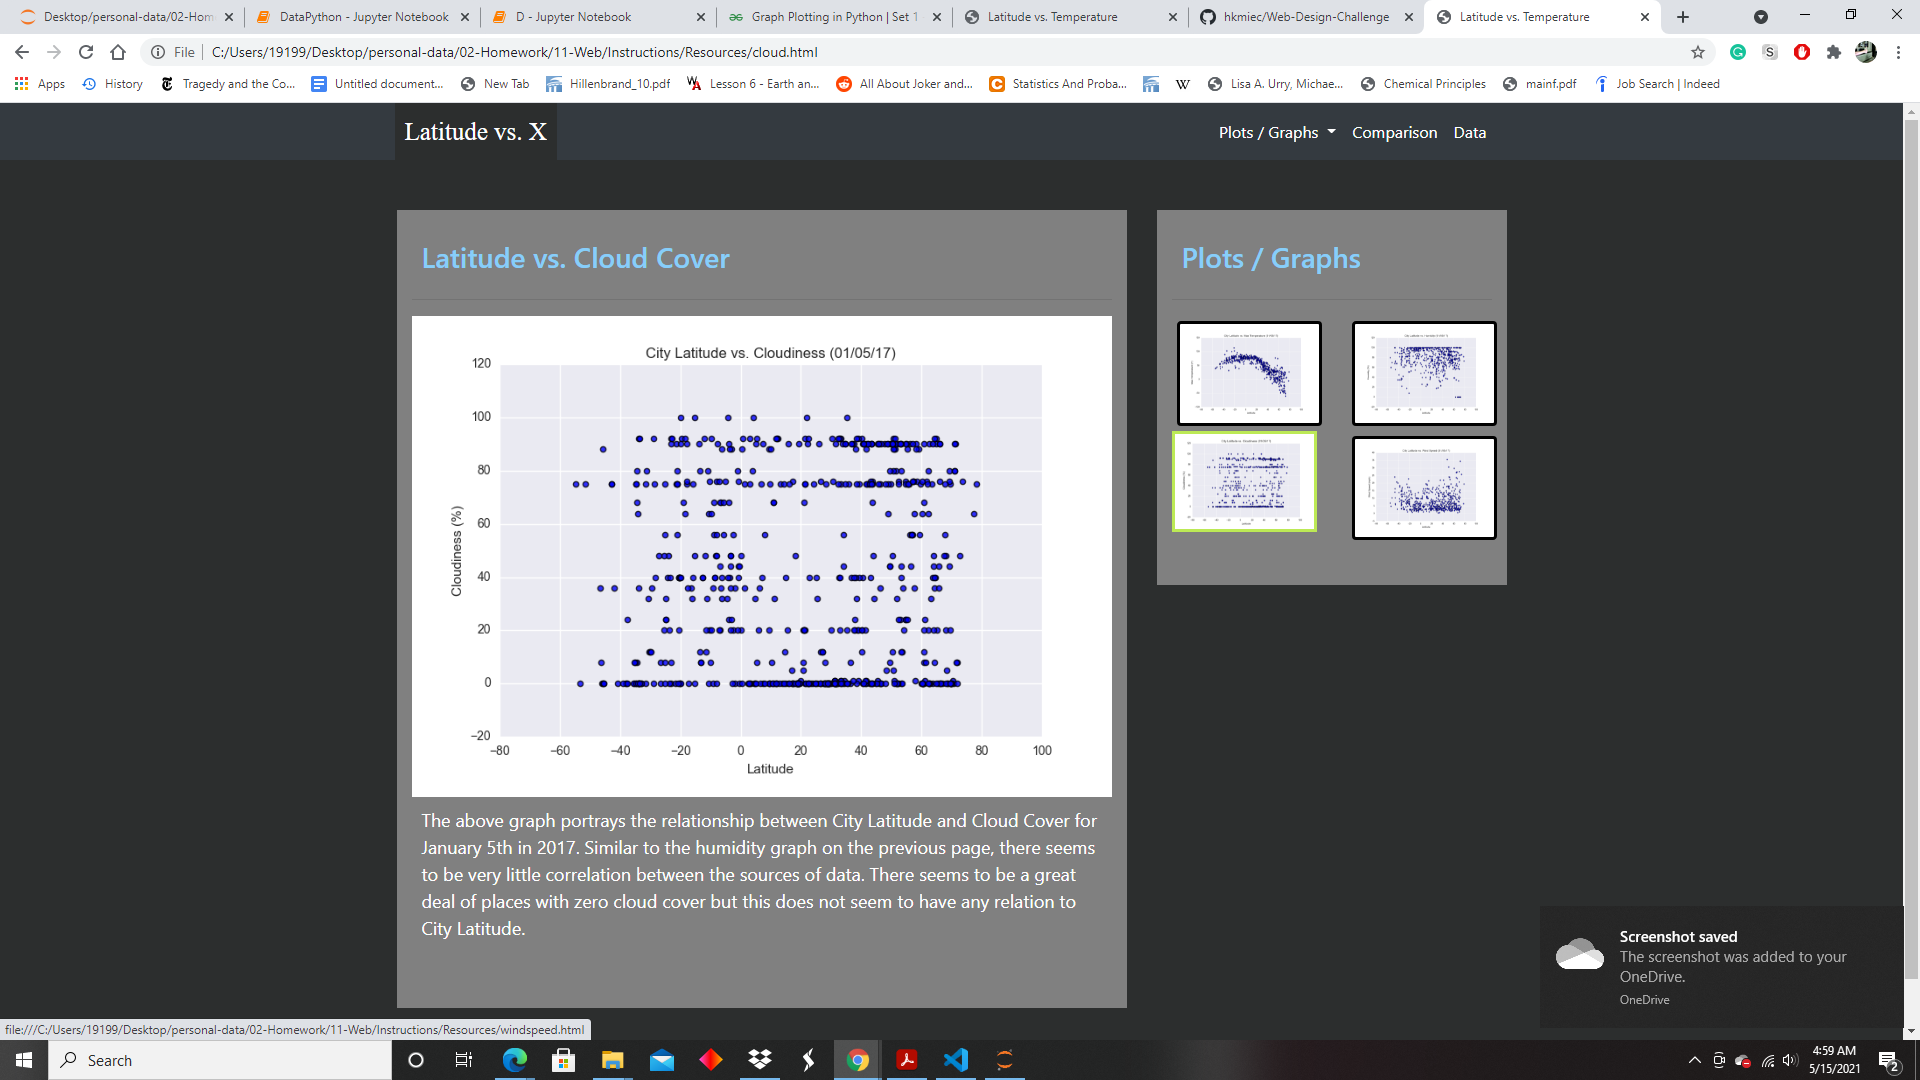 Desktop/personal-data/02-Hom
DataPython - Jupyter Notebook
D - Jupyter Notebook
Graph Plotting in Python | Set 1
Latitude vs. Temperature
hkmiec/Web-Design-Challenge
Latitude vs. Temperature
File
C:/Users/19199/Desktop/personal-data/02-Homework/11-Web/Instructions/Resources/cloud.html
Apps
History
Tragedy and the Co...
Untitled document...
New Tab
Hillenbrand_10.pdf
Lesson 6 - Earth an...
All About Joker and...
Statistics And Proba...
W
Lisa A. Urry, Michae...
Chemical Principles
mainf.pdf
Job Search | Indeed
Latitude vs. X
Plots / Graphs
Comparison
Data
Latitude vs. Cloud Cover
City Latitude vs. Cloudiness (01/05/17)
Cloudiness (%)
120
100
80
60
40
20
0
−20
−80 −60 −40 −20 0 20 40 60 80 100
Latitude
The above graph portrays the relationship between City Latitude and Cloud Cover for
January 5th in 2017. Similar to the humidity graph on the previous page, there seems
to be very little correlation between the sources of data. There seems to be a great
deal of places with zero cloud cover but this does not seem to have any relation to
City Latitude.
Plots / Graphs
Screenshot saved
The screenshot was added to your
OneDrive.
OneDrive
file:///C:/Users/19199/Desktop/personal-data/02-Homework/11-Web/Instructions/Resources/windspeed.html
Search
4:59 AM
5/15/2021
2